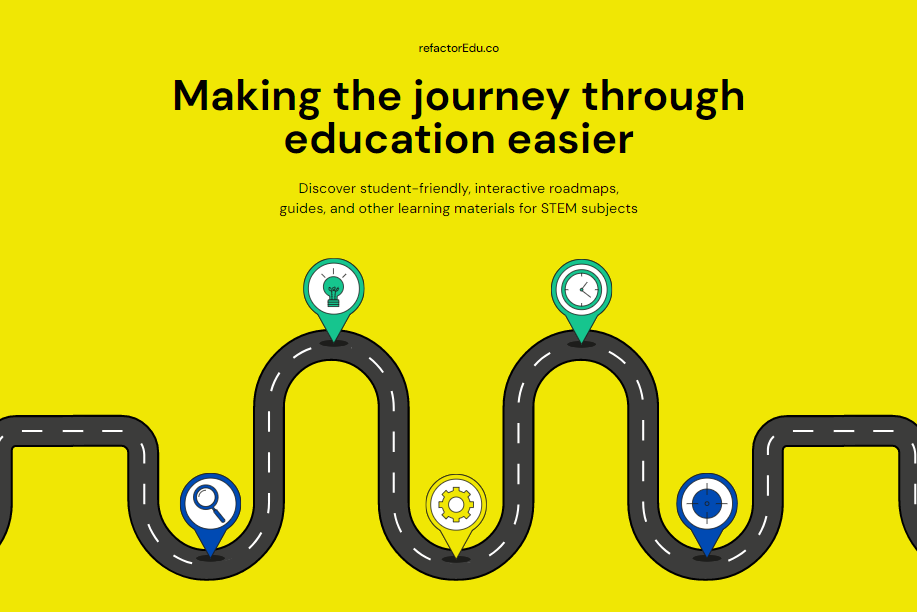 refactorEdu.co
Making the journey through
education easier
Discover student-friendly, interactive roadmaps,
guides, and other learning materials for STEM subjects